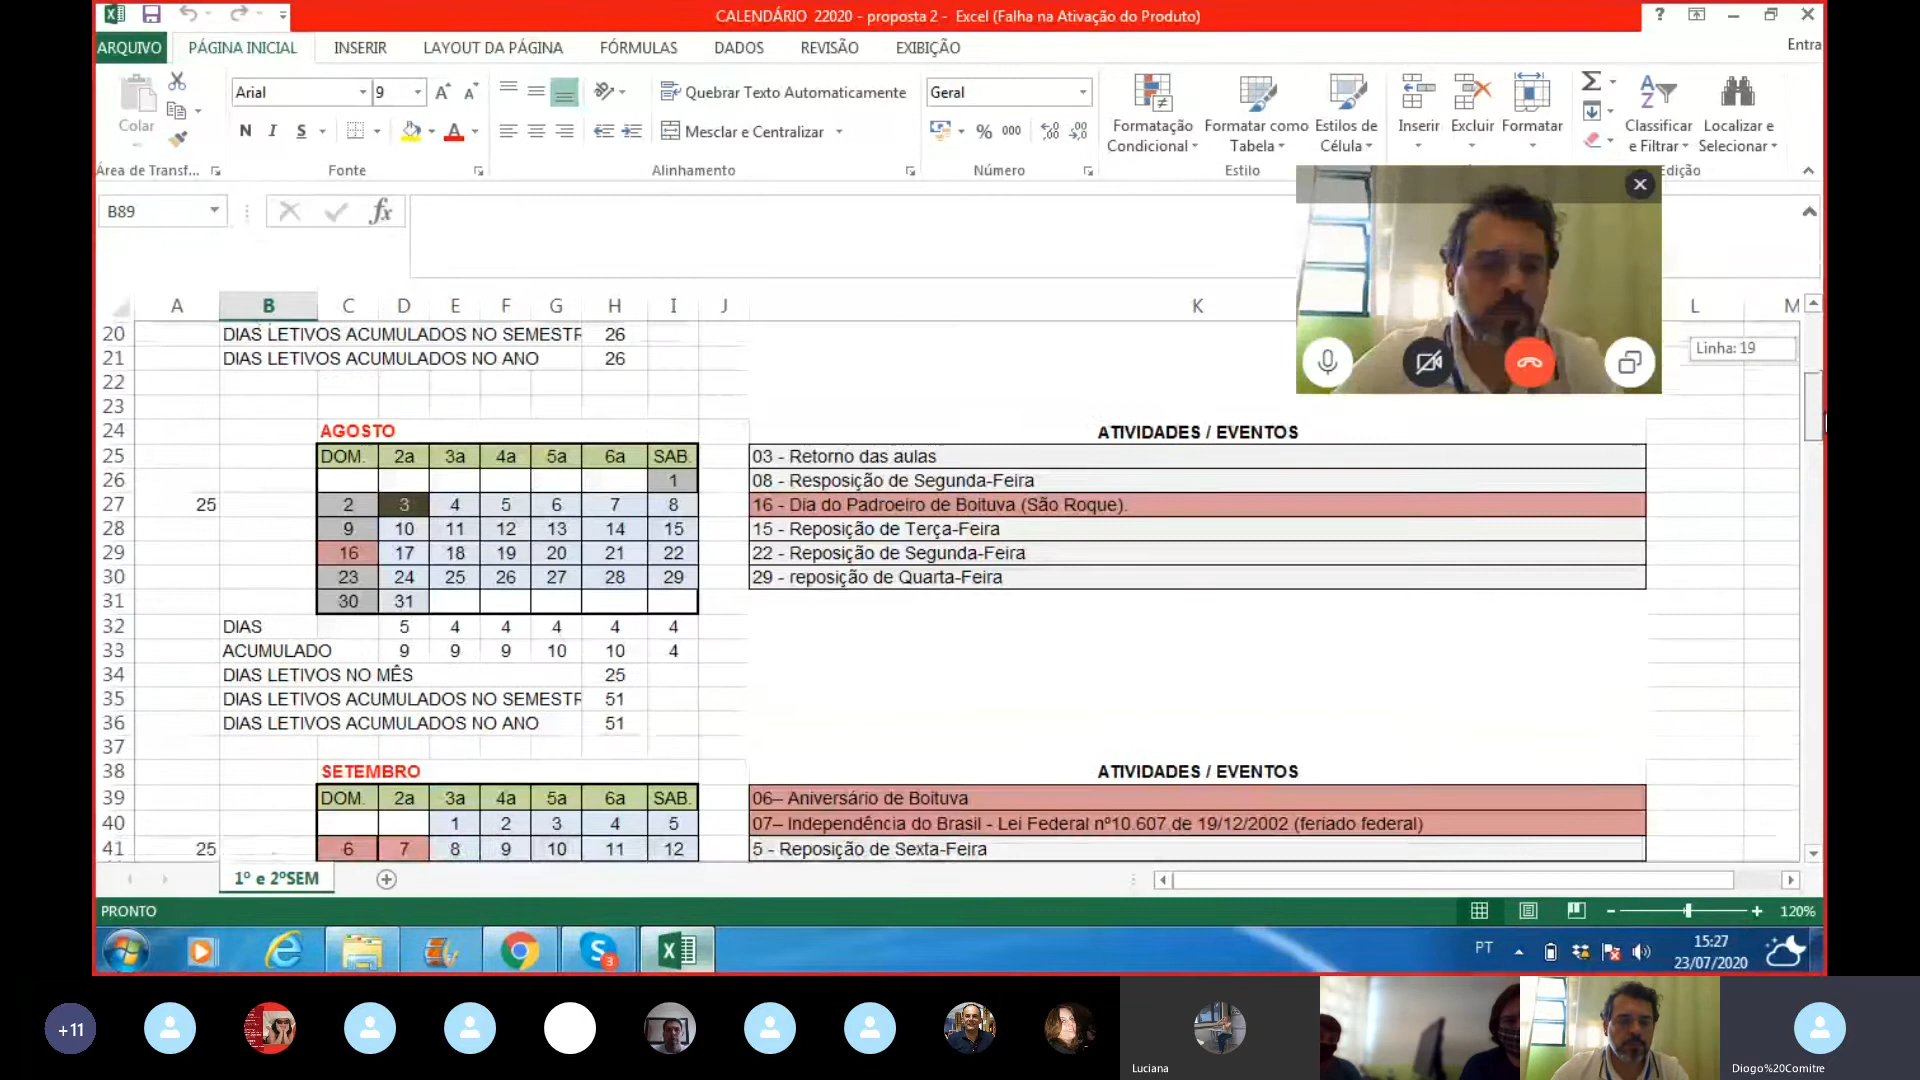 CALENDÁRIO 22020 - proposta 2 - Excel (Falha na Ativação do Produto)
ARQUIVO PÁGINA INICIAL INSERIR LAYOUT DA PÁGINA FÓRMULAS DADOS REVISÃO EXIBIÇÃO Entra
Arial 9 Quebrar Texto Automaticamente Geral
Colar N I S Mesclar e Centralizar % 000 Formatação Condicional Formatar como Tabela Estilos de Célula Inserir Excluir Formatar Classificar e Filtrar Localizar e Selecionar
Área de Transf... Fonte Alinhamento Número Estilo Edição
B89 fx
A B C D E F G H I J K L M
20 DIAS LETIVOS ACUMULADOS NO SEMESTR 26 Linha: 19
21 DIAS LETIVOS ACUMULADOS NO ANO 26
22
23
24 AGOSTO ATIVIDADES / EVENTOS
25 DOM. 2a 3a 4a 5a 6a SAB. 03 - Retorno das aulas
26 1 08 - Resposição de Segunda-Feira
27 25 2 3 4 5 6 7 8 16 - Dia do Padroeiro de Boituva (São Roque).
28 9 10 11 12 13 14 15 15 - Reposição de Terça-Feira
29 16 17 18 19 20 21 22 22 - Reposição de Segunda-Feira
30 23 24 25 26 27 28 29 29 - reposição de Quarta-Feira
31 30 31
32 DIAS 5 4 4 4 4 4
33 ACUMULADO 9 9 9 10 10 4
34 DIAS LETIVOS NO MÊS 25
35 DIAS LETIVOS ACUMULADOS NO SEMESTR 51
36 DIAS LETIVOS ACUMULADOS NO ANO 51
37
38 SETEMBRO ATIVIDADES / EVENTOS
39 DOM. 2a 3a 4a 5a 6a SAB. 06– Aniversário de Boituva
40 1 2 3 4 5 07– Independência do Brasil - Lei Federal nº10.607 de 19/12/2002 (feriado federal)
41 25 6 7 8 9 10 11 12 5 - Reposição de Sexta-Feira
1º e 2ºSEM
PRONTO 120%
3 PT 15:27
23/07/2020
+11
Luciana Diogo%20Comitre